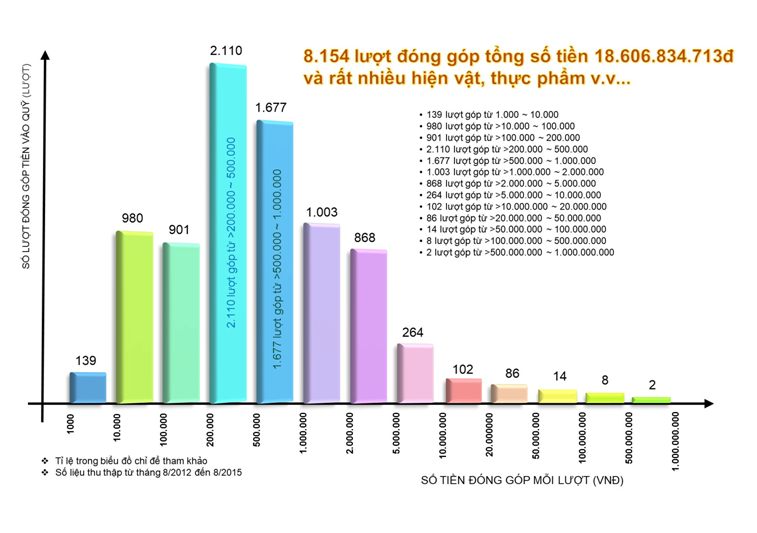 8.154 lượt đóng góp tổng số tiền 18.606.834.713đ
và rất nhiều hiện vật, thực phẩm v.v...
• 139 lượt góp từ 1.000 ~ 10.000
• 980 lượt góp từ >10.000 ~ 100.000
• 901 lượt góp từ >100.000 ~ 200.000
• 2.110 lượt góp từ >200.000 ~ 500.000
• 1.677 lượt góp từ >500.000 ~ 1.000.000
• 1.003 lượt góp từ >1.000.000 ~ 2.000.000
• 868 lượt góp từ >2.000.000 ~ 5.000.000
• 264 lượt góp từ >5.000.000 ~ 10.000.000
• 102 lượt góp từ >10.000.000 ~ 20.000.000
• 86 lượt góp từ >20.000.000 ~ 50.000.000
• 14 lượt góp từ >50.000.000 ~ 100.000.000
• 8 lượt góp từ >100.000.000 ~ 500.000.000
• 2 lượt góp từ >500.000.000 ~ 1.000.000.000
SỐ LƯỢT ĐÓNG GÓP TIỀN VÀO QUỸ (LƯỢT)
139
980
901
2.110
1.677
1.003
868
264
102
86
14
8
2
2.110 lượt góp từ >200.000 ~ 500.000
1.677 lượt góp từ >500.000 ~ 1.000.000
1000
10.000
100.000
200.000
500.000
1.000.000
2.000.000
5.000.000
10.000.000
20.000000
50.000.000
100.000.000
500.000.000
1.000.000.000
❖ Tỉ lệ trong biểu đồ chỉ để tham khảo
❖ Số liệu thu thập từ tháng 8/2012 đến 8/2015
SỐ TIỀN ĐÓNG GÓP MỖI LƯỢT (VNĐ)